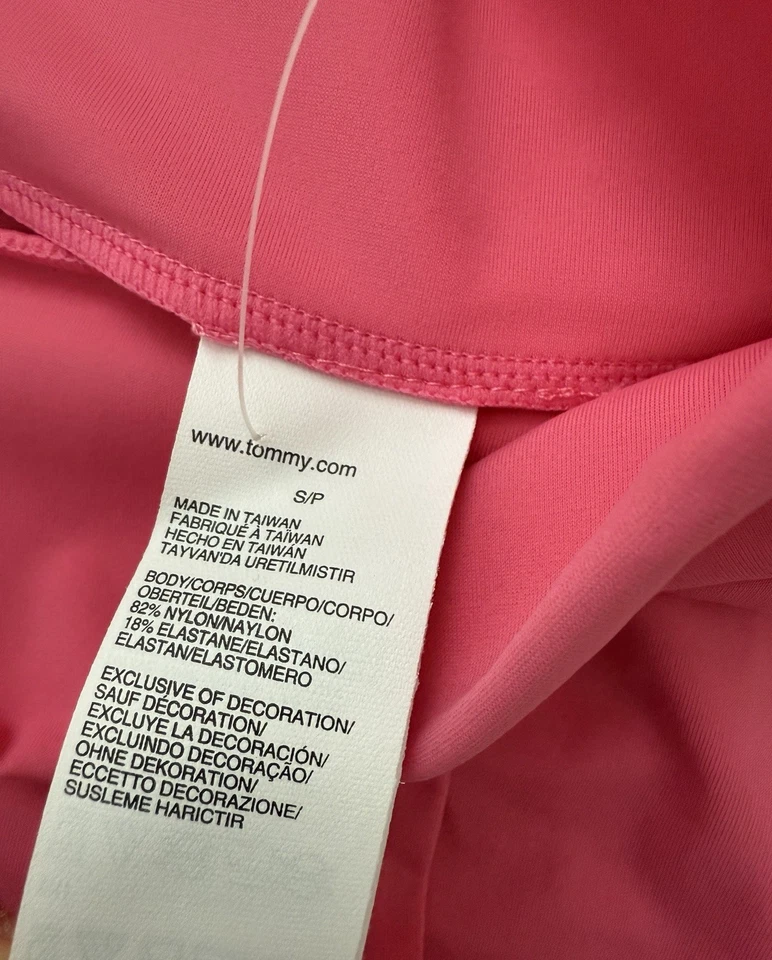 www.tommy.com
S/P
MADE IN TAIWAN
FABRIQUÉ À TAÏWAN
HECHO EN TAIWÁN
TAYVAN'DA URETILMISTIR
BODY/CORPS/CUERPO/CORPO/
OBERTEIL/BEDEN:
82% NYLON/NAYLON
18% ELASTANE/ELASTANO/
ELASTAN/ELASTOMERO
EXCLUSIVE OF DECORATION/
SAUF DÉCORATION/
EXCLUYE LA DECORACIÓN/
EXCLUINDO DECORAÇÃO/
OHNE DEKORATION/
ECCETTO DECORAZIONE/
SUSLEME HARICTIR